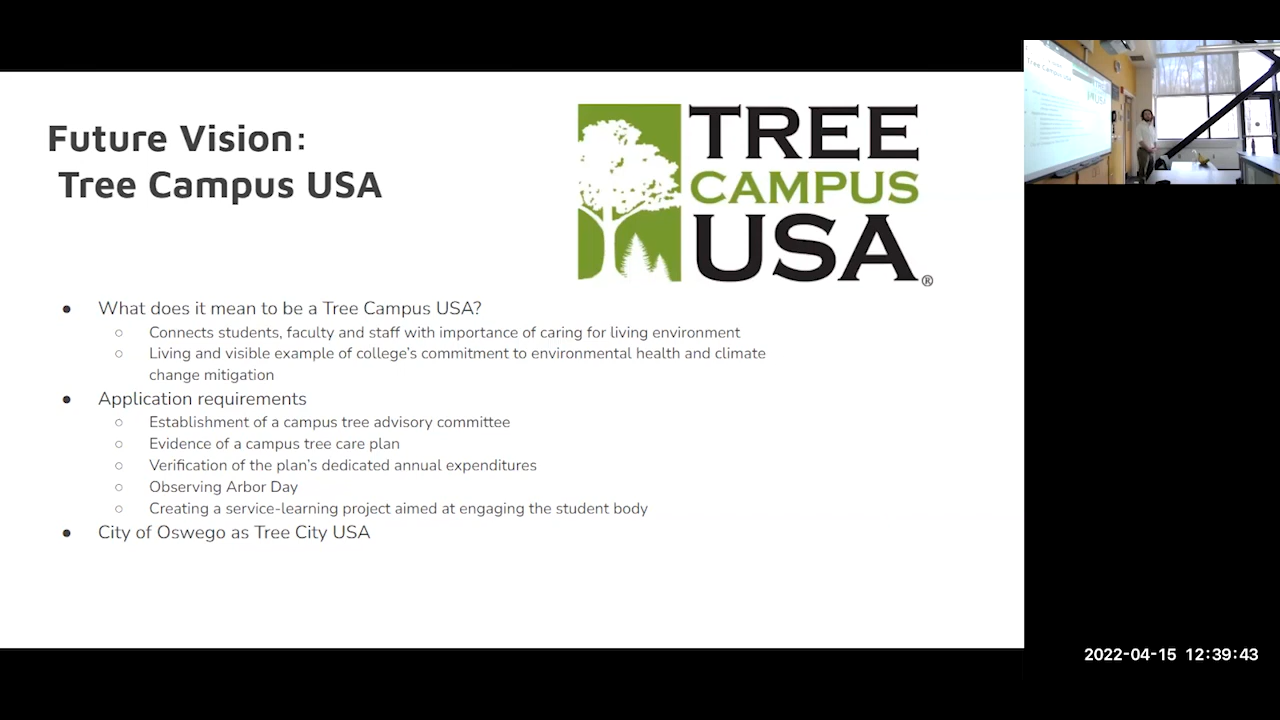 Future Vision:
Tree Campus USA
TREE
CAMPUS
USA®
● What does it mean to be a Tree Campus USA?
○ Connects students, faculty and staff with importance of caring for living environment
○ Living and visible example of college's commitment to environmental health and climate
change mitigation
● Application requirements
○ Establishment of a campus tree advisory committee
○ Evidence of a campus tree care plan
○ Verification of the plan's dedicated annual expenditures
○ Observing Arbor Day
○ Creating a service-learning project aimed at engaging the student body
● City of Oswego as Tree City USA
Tree Campus USA
USA
2022-04-15 12:39:43